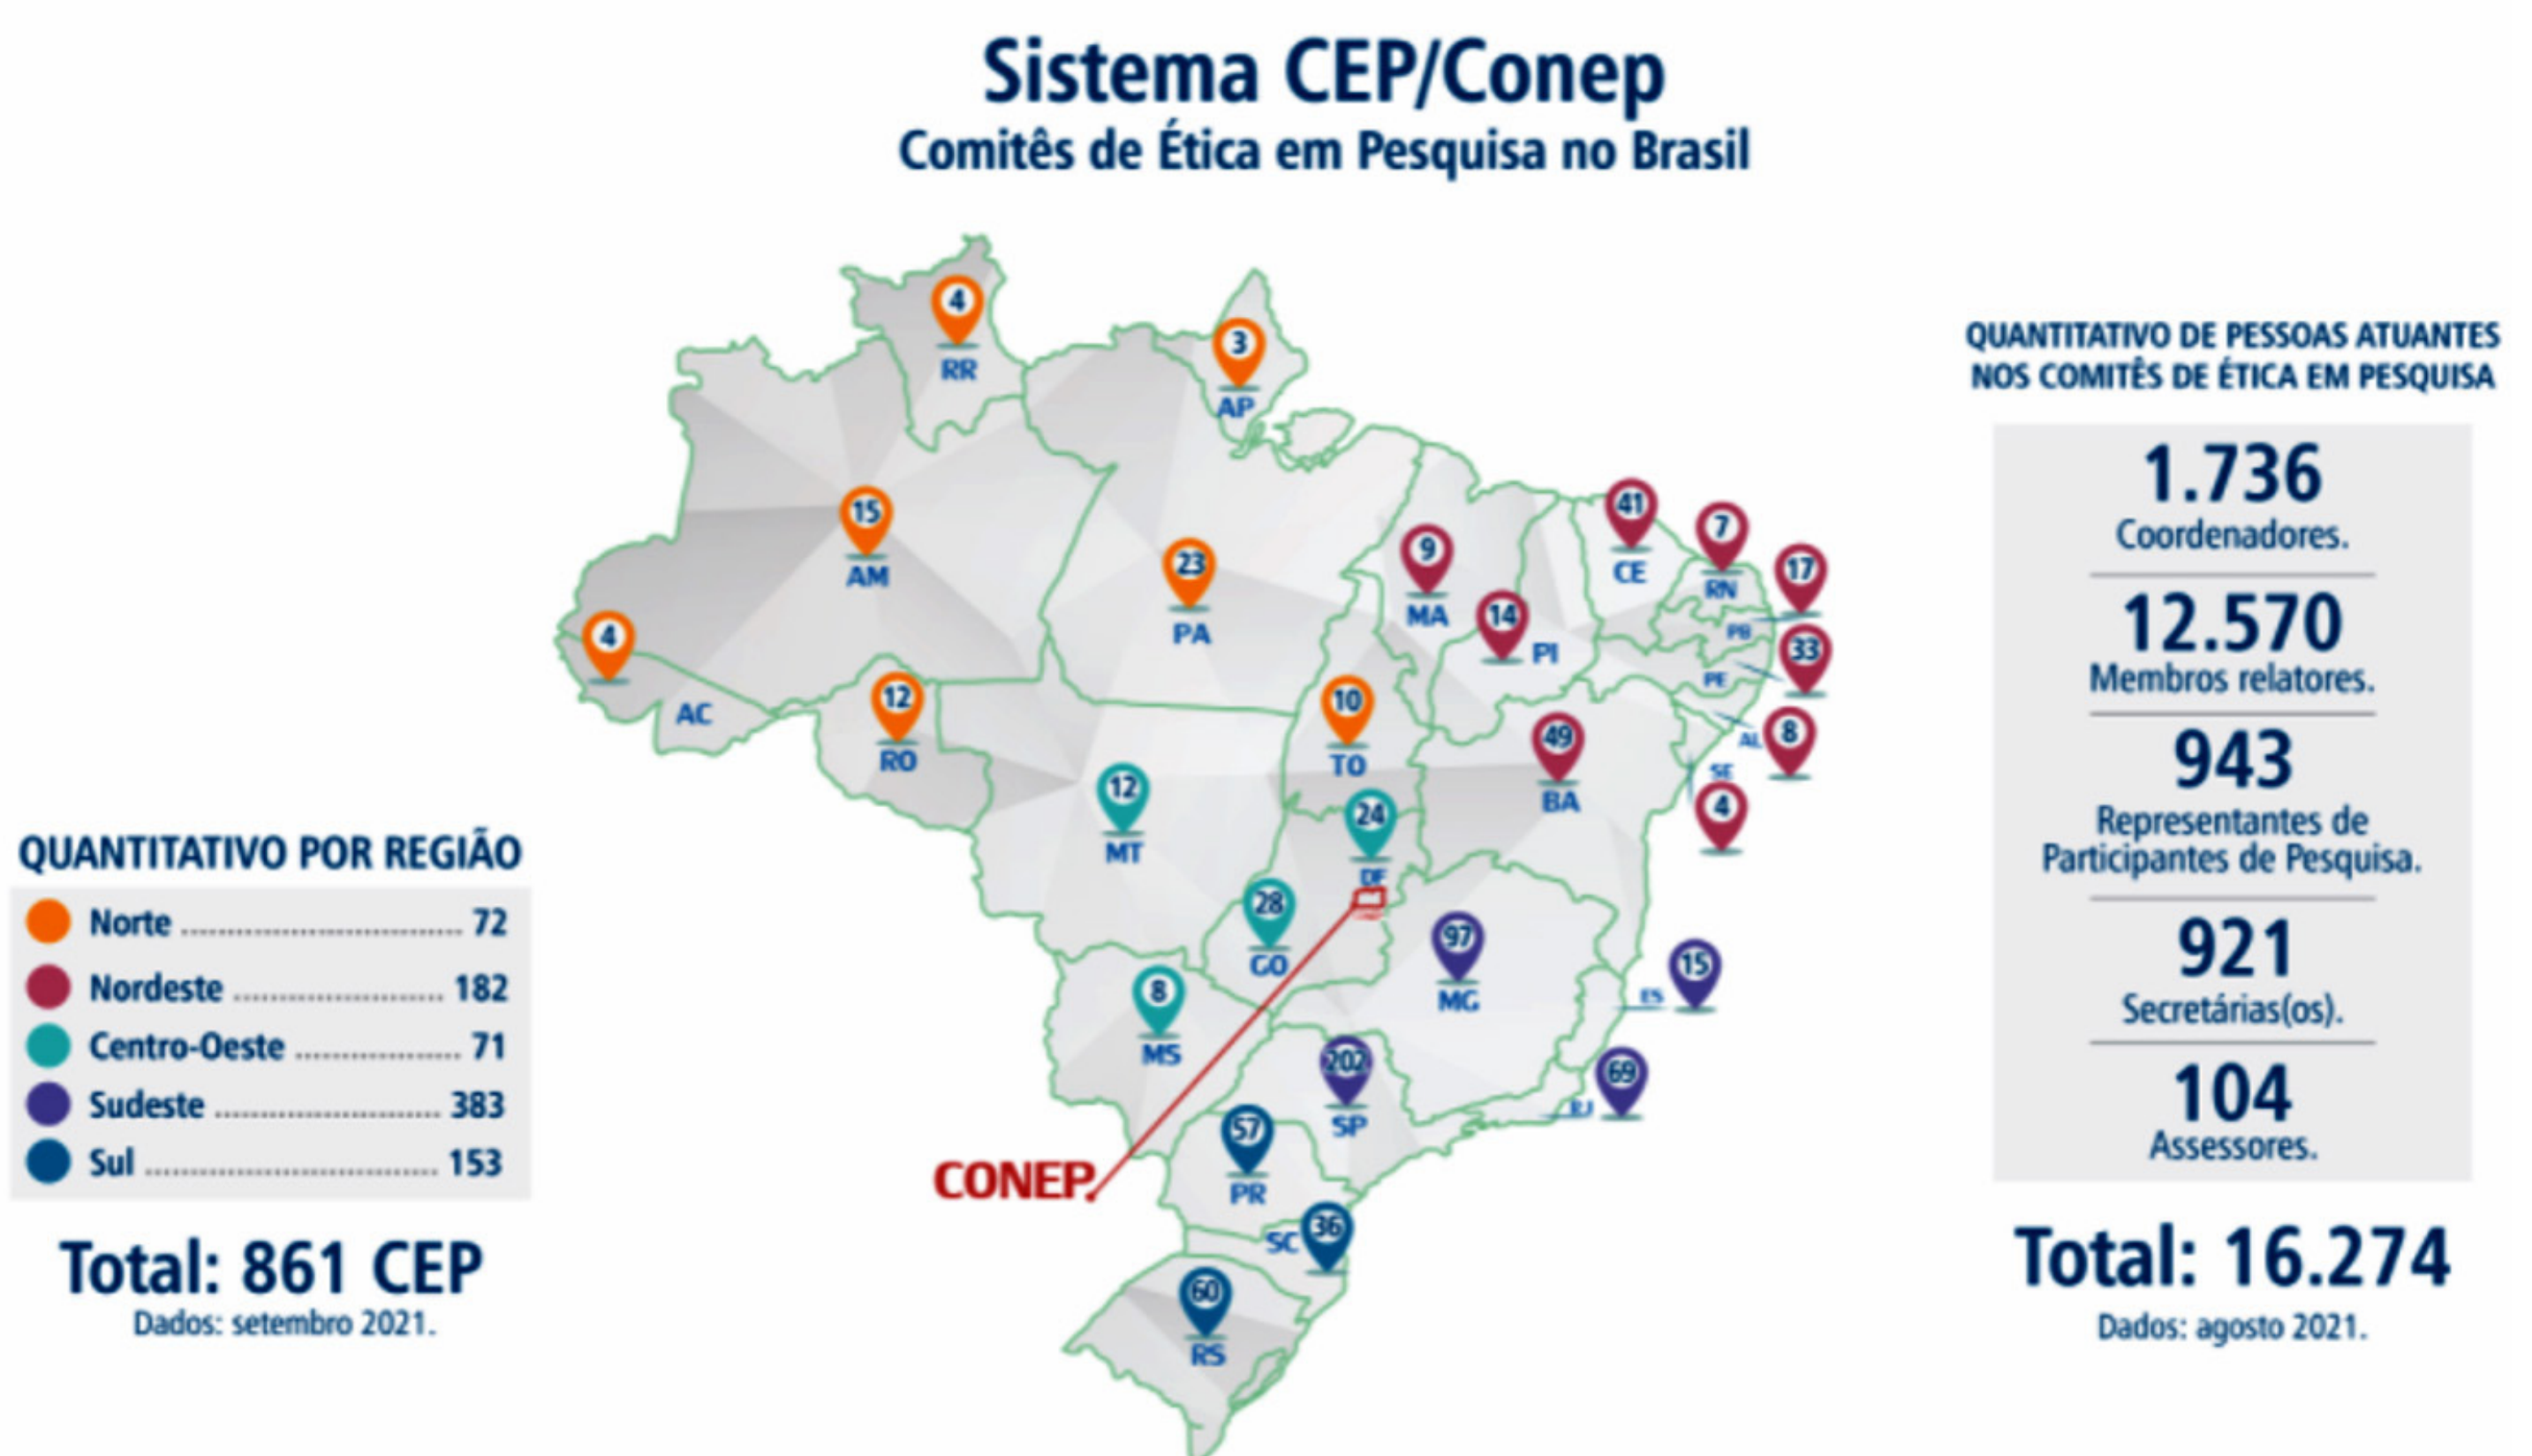 Sistema CEP/Conep
Comitês de Ética em Pesquisa no Brasil
4
RR
3
AP
15
AM
23
PA
4
AC
12
RO
10
TO
9
MA
14
PI
41
CE
7
RN
17
PB
33
PE
8
AL
SE
4
49
BA
12
MT
24
DF
28
GO
8
MS
97
MG
15
ES
202
SP
69
RJ
57
PR
36
SC
60
RS
CONEP
QUANTITATIVO POR REGIÃO
Norte .............................. 72
Nordeste ....................... 182
Centro-Oeste .................. 71
Sudeste ........................ 383
Sul ................................ 153
Total: 861 CEP
Dados: setembro 2021.
QUANTITATIVO DE PESSOAS ATUANTES
NOS COMITÊS DE ÉTICA EM PESQUISA
1.736
Coordenadores.
12.570
Membros relatores.
943
Representantes de
Participantes de Pesquisa.
921
Secretárias(os).
104
Assessores.
Total: 16.274
Dados: agosto 2021.